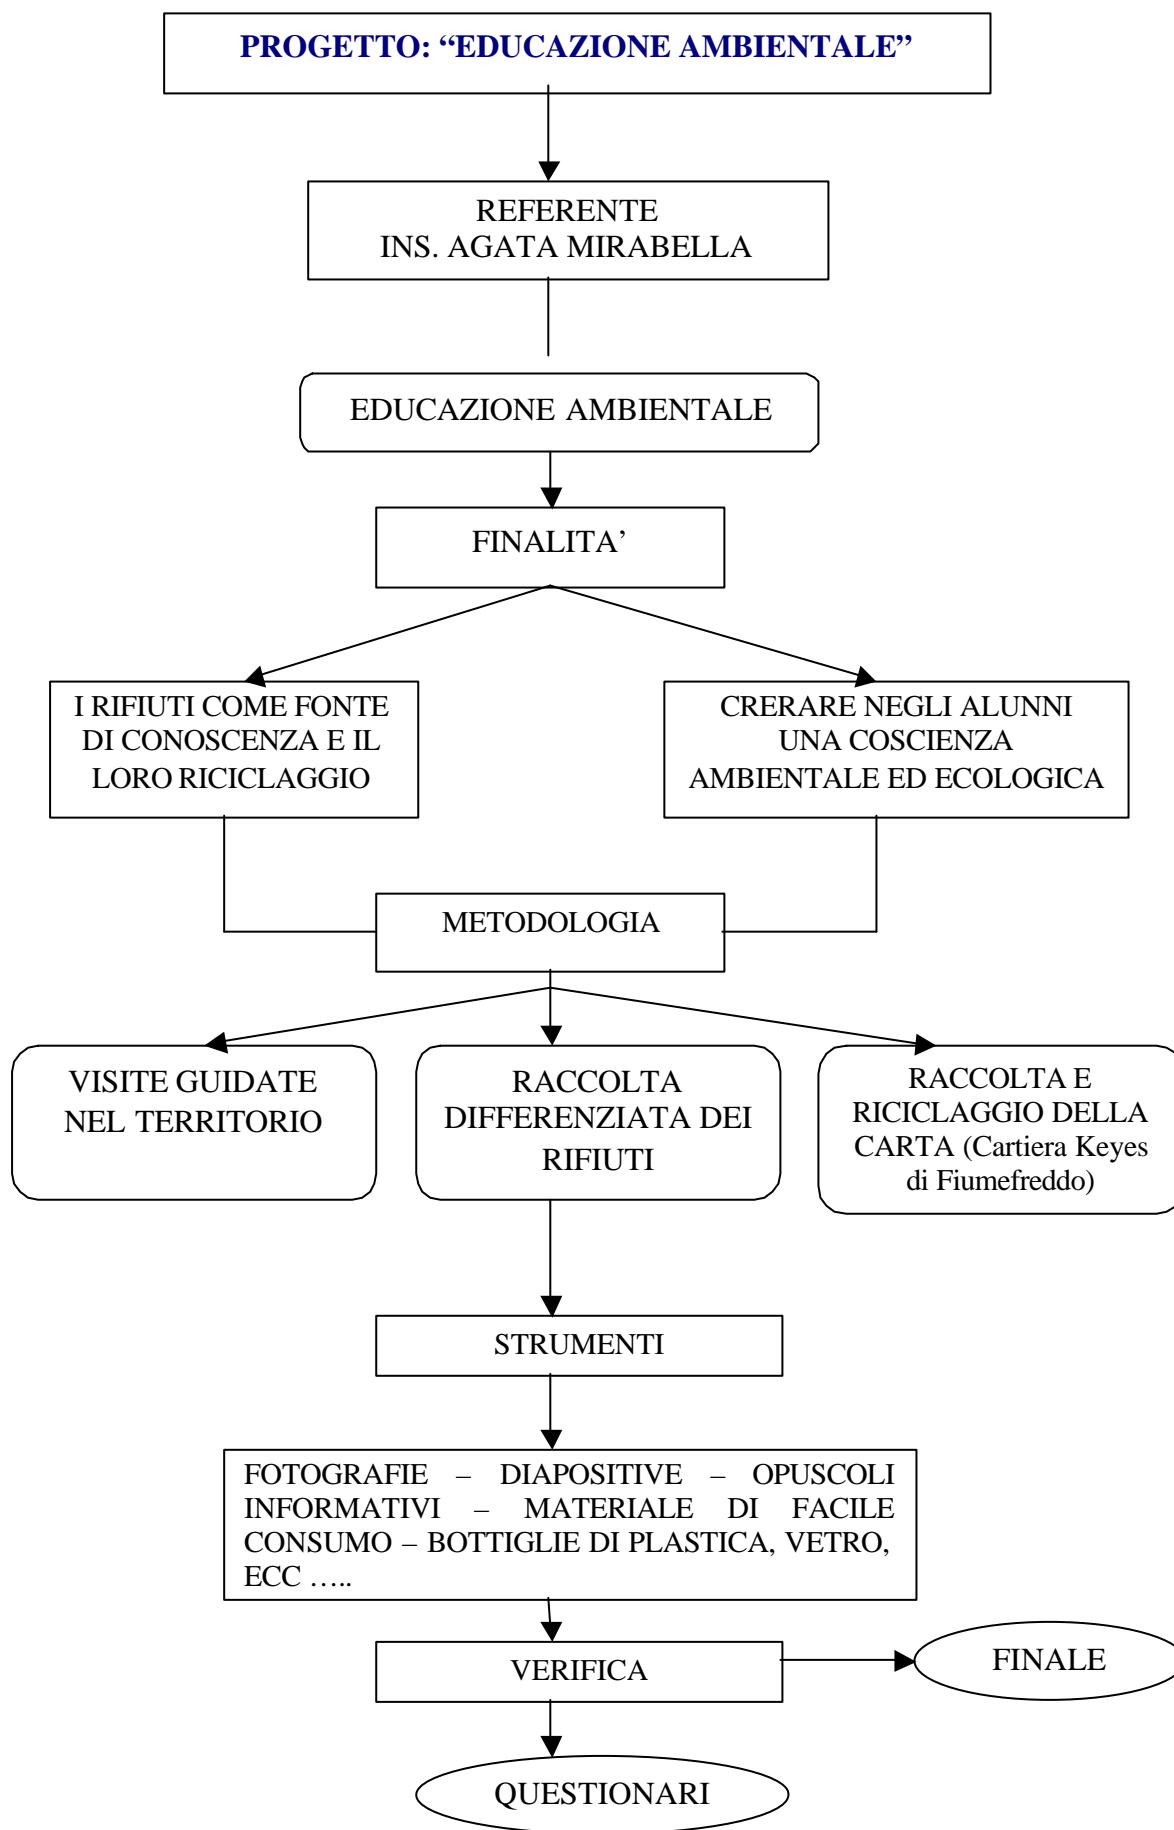 PROGETTO: “EDUCAZIONE AMBIENTALE”
REFERENTE
INS. AGATA MIRABELLA
EDUCAZIONE AMBIENTALE
FINALITA’
I RIFIUTI COME FONTE
DI CONOSCENZA E IL
LORO RICICLAGGIO
CRERARE NEGLI ALUNNI
UNA COSCIENZA
AMBIENTALE ED ECOLOGICA
METODOLOGIA
VISITE GUIDATE
NEL TERRITORIO
RACCOLTA
DIFFERENZIATA DEI
RIFIUTI
RACCOLTA E
RICICLAGGIO DELLA
CARTA (Cartiera Keyes
di Fiumefreddo)
STRUMENTI
FOTOGRAFIE – DIAPOSITIVE – OPUSCOLI
INFORMATIVI – MATERIALE DI FACILE
CONSUMO – BOTTIGLIE DI PLASTICA, VETRO,
ECC …..
VERIFICA
FINALE
QUESTIONARI